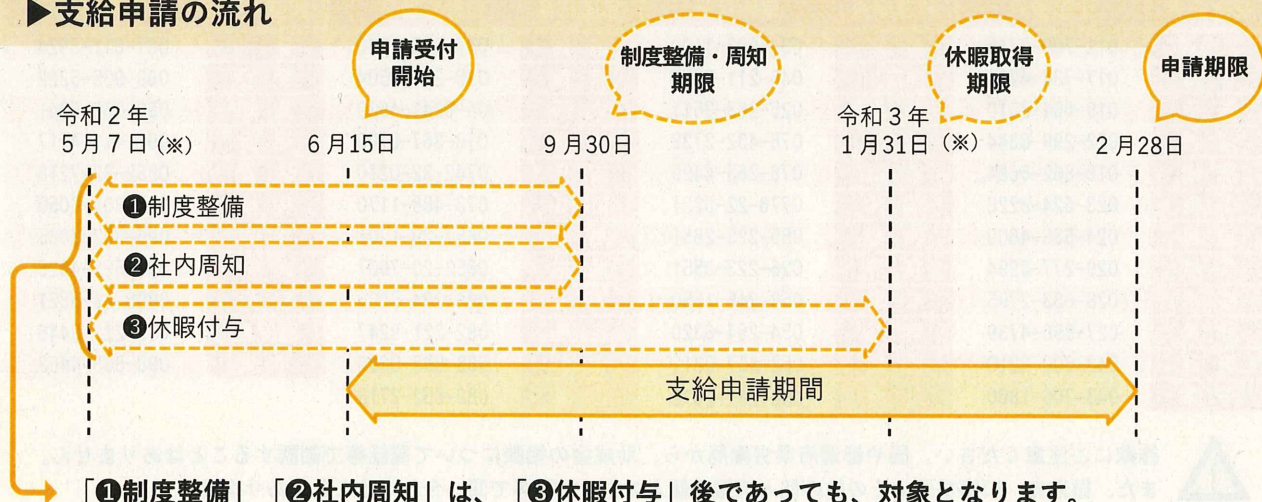 ▶支給申請の流れ
申請受付
開始
制度整備・周知
期限
休暇取得
期限
申請期限
令和2年
5月7日(※)
6月15日
9月30日
令和3年
1月31日(※)
2月28日
❶制度整備
❷社内周知
❸休暇付与
支給申請期間
「❶制度整備」「❷社内周知」は、「❸休暇付与」後であっても、対象となります。